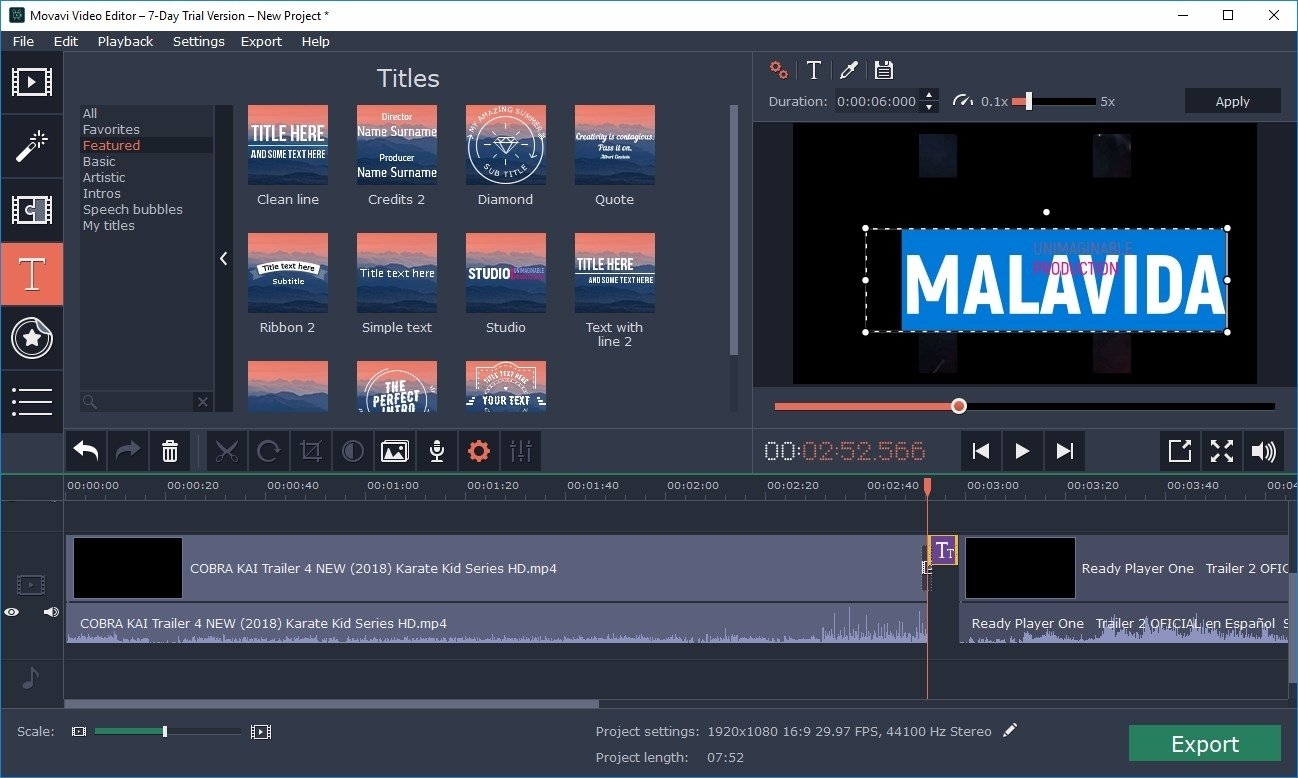 Movavi Video Editor – 7-Day Trial Version – New Project *
File Edit Playback Settings Export Help
Titles
All
Favorites
Featured
Basic
Artistic
Intros
Speech bubbles
My titles
TITLE HERE
AND SOME TEXT HERE
Clean line
Director
Name Surname
Producer
Name Surname
Credits 2
MY AMAZING SUMMER
SUB TITLE
Diamond
Creativity is contagious.
Pass it on.
Albert Einstein
Quote
Title text here
Subtitle
Ribbon 2
Title text here
Simple text
STUDIO
UNIMAGINABLE
PRODUCTION
Studio
TITLE HERE
AND SOME TEXT HERE
Text with
line 2
THE
PERFECT
INTRO
TITLE TEXT HERE
YOUR TEXT
T
Duration: 0:00:06:000 0.1x 5x Apply
UNIMAGINABLE
PRODUCTION
MALAVIDA
00:02:52.566
00:00:00 00:00:20 00:00:40 00:01:00 00:01:20 00:01:40 00:02:00 00:02:20 00:02:40 00:03:00 00:03:20 00:03:40 00:04
COBRA KAI Trailer 4 NEW (2018) Karate Kid Series HD.mp4
Tт
Ready Player One Trailer 2 OFIC
COBRA KAI Trailer 4 NEW (2018) Karate Kid Series HD.mp4
Ready Player One Trailer 2 OFICIAL en Español S
Scale:
Project settings: 1920x1080 16:9 29.97 FPS, 44100 Hz Stereo
Project length: 07:52
Export